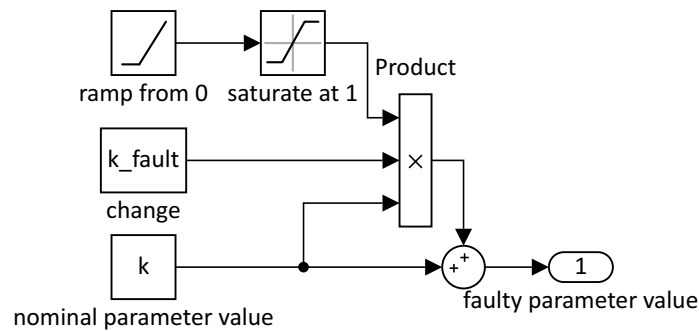 Product
ramp from 0
saturate at 1
k_fault
×
change
k
+
+
1
nominal parameter value
faulty parameter value